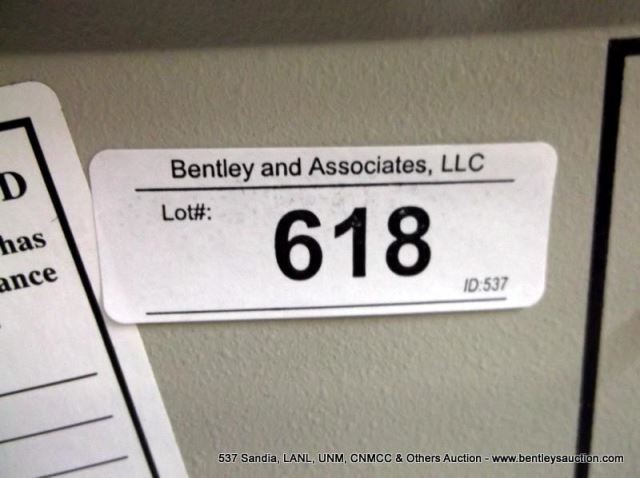 Bentley and Associates, LLC
Lot#:
618
ID:537
D
has
ance
537 Sandia, LANL, UNM, CNMCC & Others Auction - www.bentleysauction.com